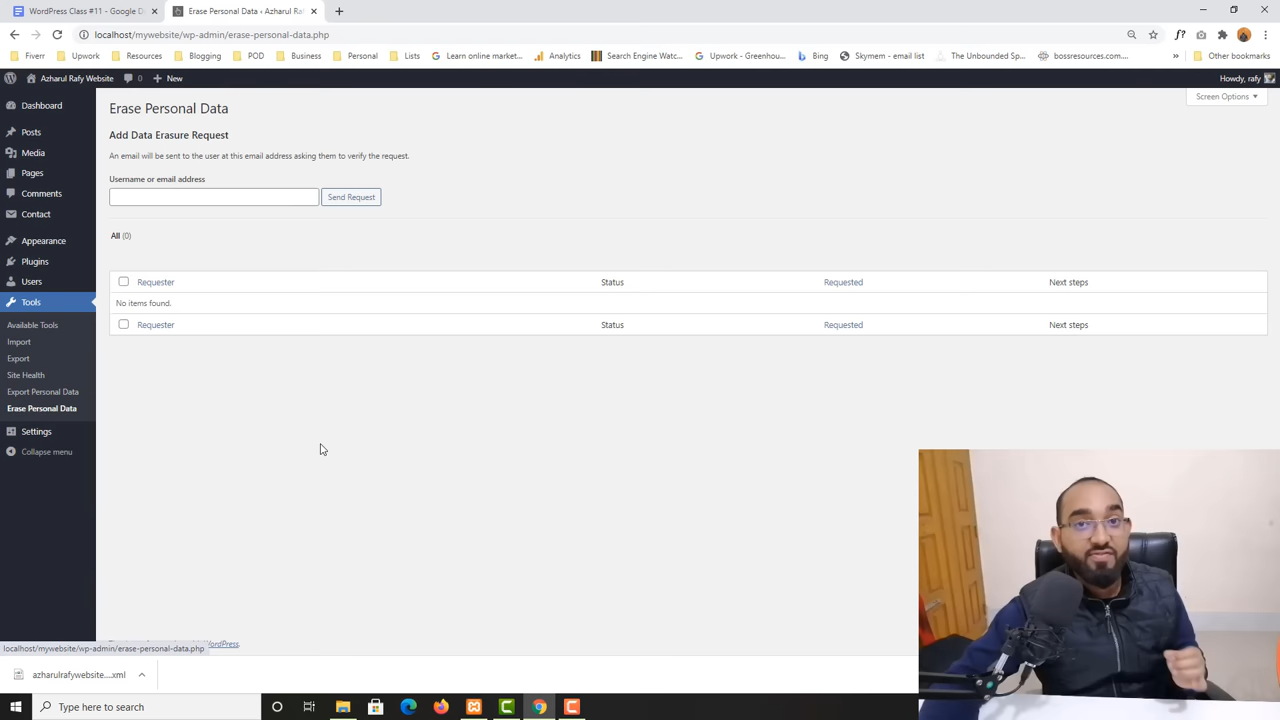 WordPress Class #11 - Google D
Erase Personal Data ‹ Azharul Raf
localhost/mywebsite/wp-admin/erase-personal-data.php
Fiverr
Upwork
Resources
Blogging
POD
Business
Personal
Lists
Learn online market...
Analytics
Search Engine Watc...
Upwork - Greenhou...
Bing
Skymem - email list
The Unbounded Sp...
bossresources.com...
Other bookmarks
Azharul Rafy Website
0
New
Howdy, rafy
Screen Options
Dashboard
Posts
Media
Pages
Comments
Contact
Appearance
Plugins
Users
Tools
Available Tools
Import
Export
Site Health
Export Personal Data
Erase Personal Data
Settings
Collapse menu
Erase Personal Data
Add Data Erasure Request
An email will be sent to the user at this email address asking them to verify the request.
Username or email address
Send Request
All (0)
Requester Status Requested Next steps
No items found.
Requester Status Requested Next steps
localhost/mywebsite/wp-admin/erase-personal-data.php
azharulrafywebsite....xml
Type here to search